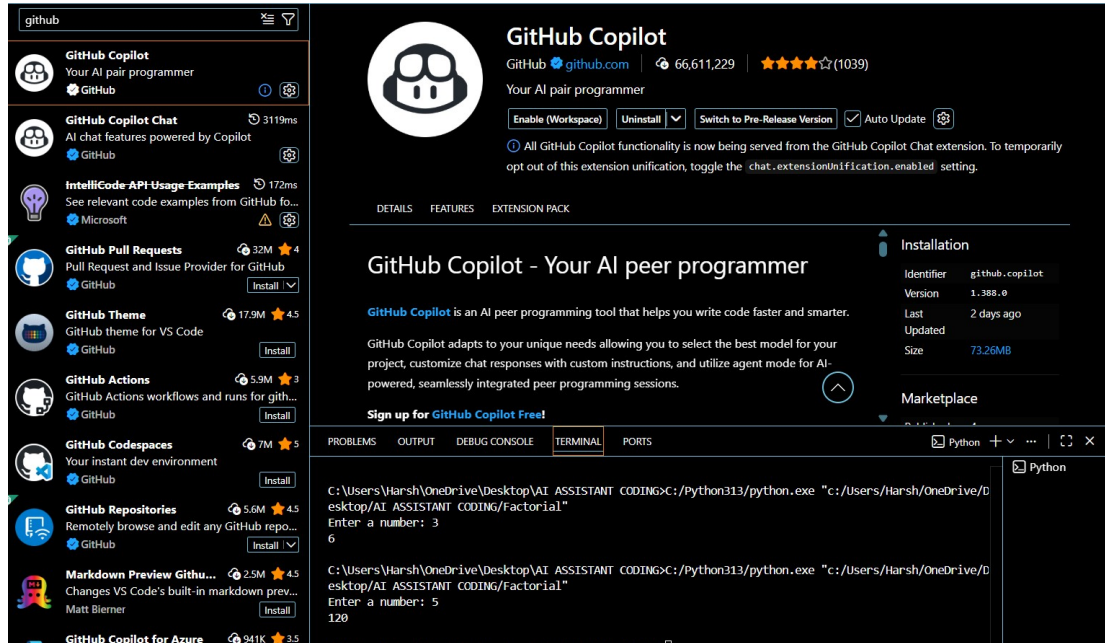 github
GitHub Copilot
Your AI pair programmer
GitHub
GitHub Copilot Chat 3119ms
AI chat features powered by Copilot
GitHub
IntelliCode API Usage Examples 172ms
See relevant code examples from GitHub fo...
Microsoft
GitHub Pull Requests 32M 4
Pull Request and Issue Provider for GitHub
GitHub Install
GitHub Theme 17.9M 4.5
GitHub theme for VS Code
GitHub Install
GitHub Actions 5.9M 3
GitHub Actions workflows and runs for gith...
GitHub Install
GitHub Codespaces 7M 5
Your instant dev environment
GitHub Install
GitHub Repositories 5.6M 4.5
Remotely browse and edit any GitHub repo...
GitHub Install
Markdown Preview Githu... 2.5M 4.5
Changes VS Code's built-in markdown prev...
Matt Bierner Install
GitHub Copilot for Azure 941K 3.5
GitHub Copilot
GitHub github.com 66,611,229 (1039)
Your AI pair programmer
Enable (Workspace) Uninstall Switch to Pre-Release Version Auto Update
All GitHub Copilot functionality is now being served from the GitHub Copilot Chat extension. To temporarily
opt out of this extension unification, toggle the chat.extensionUnification.enabled setting.
DETAILS FEATURES EXTENSION PACK
GitHub Copilot - Your AI peer programmer
GitHub Copilot is an AI peer programming tool that helps you write code faster and smarter.
GitHub Copilot adapts to your unique needs allowing you to select the best model for your
project, customize chat responses with custom instructions, and utilize agent mode for AI-
powered, seamlessly integrated peer programming sessions.
Sign up for GitHub Copilot Free!
Installation
Identifier github.copilot
Version 1.388.0
Last 2 days ago
Updated
Size 73.26MB
Marketplace
PROBLEMS OUTPUT DEBUG CONSOLE TERMINAL PORTS Python
Python
C:\Users\Harsh\OneDrive\Desktop\AI ASSISTANT CODING>C:/Python313/python.exe "c:/Users/Harsh/OneDrive/D
esktop/AI ASSISTANT CODING/Factorial"
Enter a number: 3
6
C:\Users\Harsh\OneDrive\Desktop\AI ASSISTANT CODING>C:/Python313/python.exe "c:/Users/Harsh/OneDrive/D
esktop/AI ASSISTANT CODING/Factorial"
Enter a number: 5
120